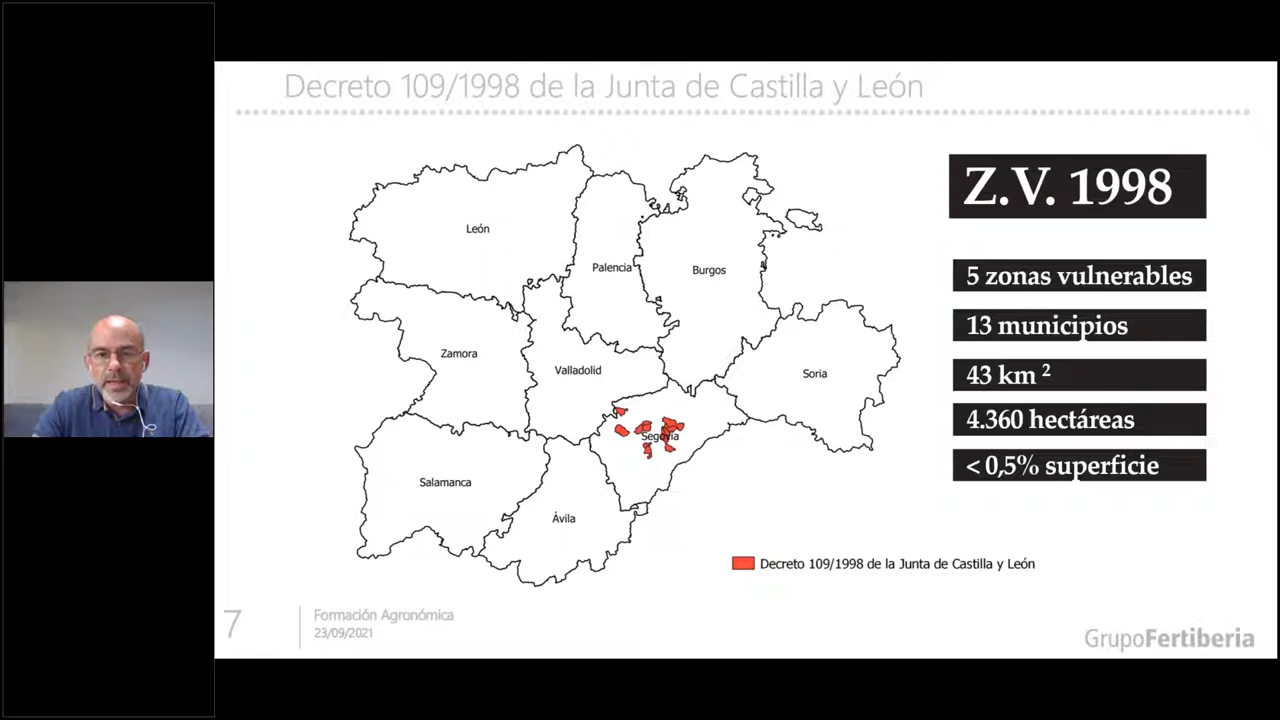 Decreto 109/1998 de la Junta de Castilla y León
Z.V. 1998
León
Palencia
Burgos
5 zonas vulnerables
13 municipios
Zamora
Valladolid
Soria
43 km ²
4.360 hectáreas
Segovia
< 0,5% superficie
Salamanca
Ávila
Decreto 109/1998 de la Junta de Castilla y León
7
Formación Agronómica
23/09/2021
GrupoFertiberia